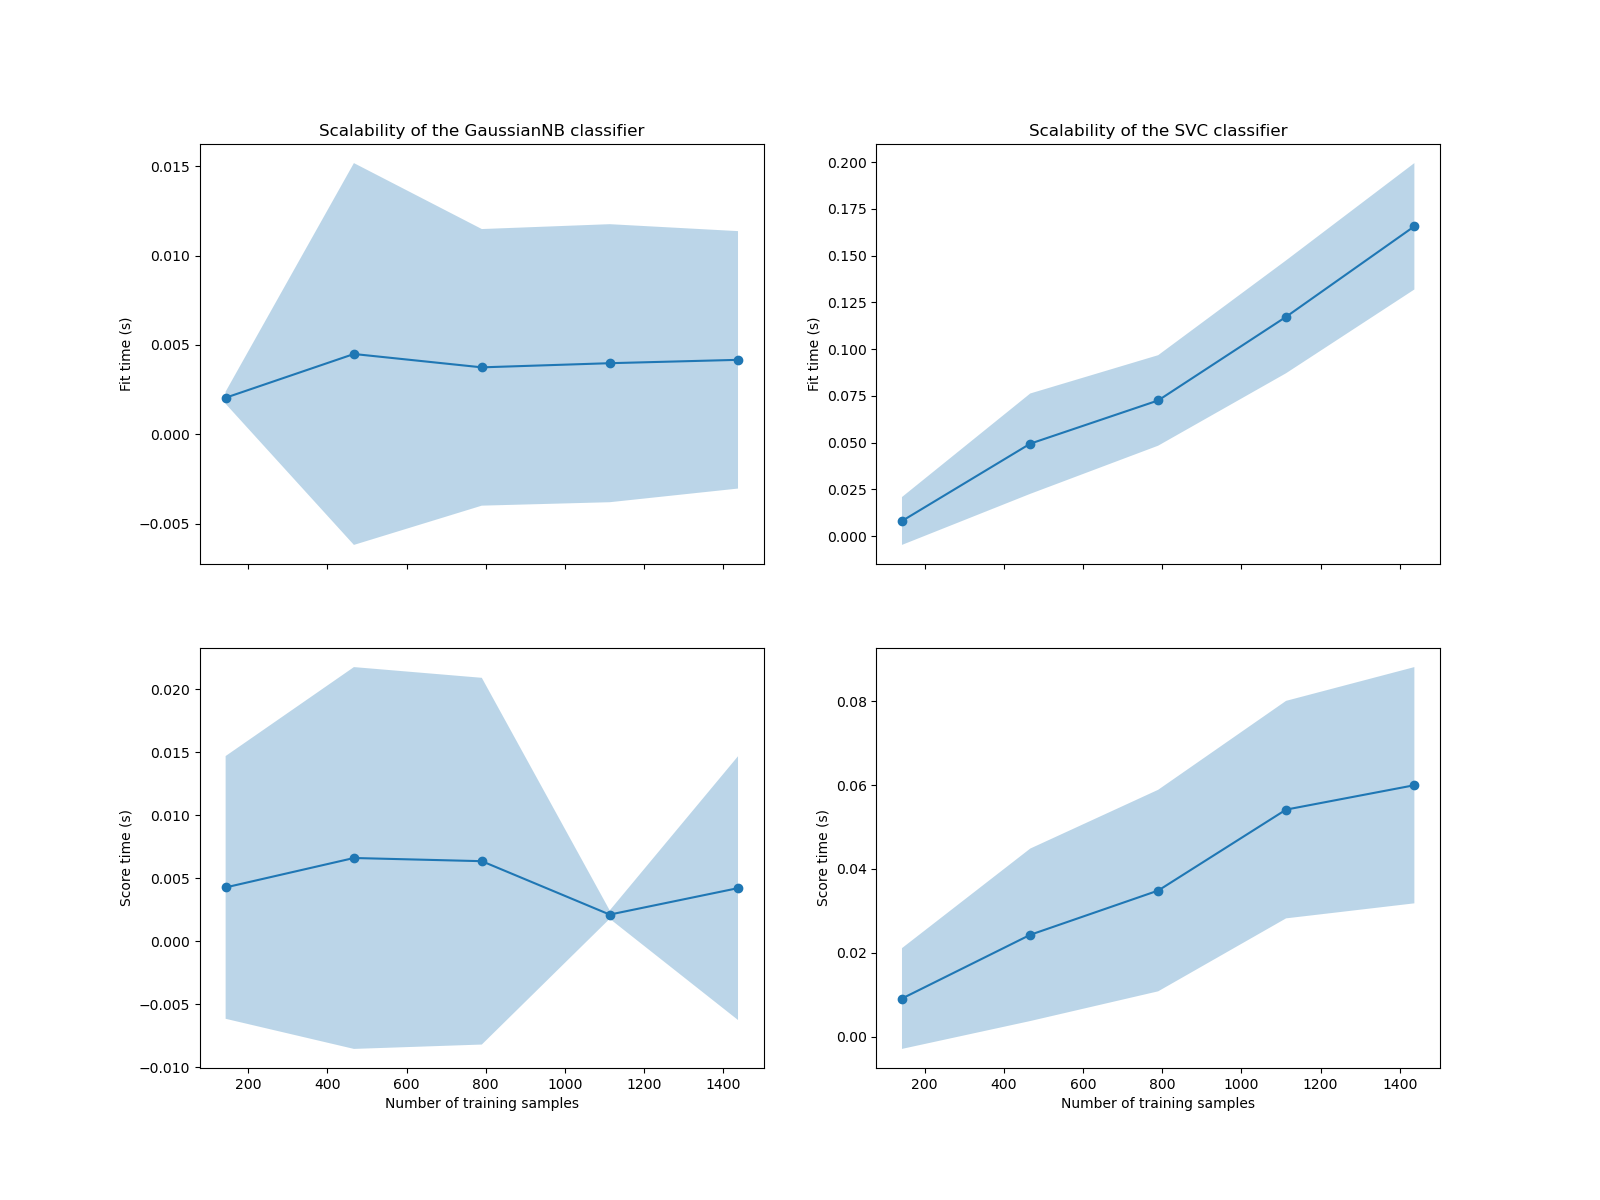 Scalability of the GaussianNB classifier
0.015
0.010
0.005
0.000
−0.005
Fit time (s)
Scalability of the SVC classifier
0.200
0.175
0.150
0.125
0.100
0.075
0.050
0.025
0.000
Fit time (s)
0.020
0.015
0.010
0.005
0.000
−0.005
−0.010
Score time (s)
200 400 600 800 1000 1200 1400
Number of training samples
0.08
0.06
0.04
0.02
0.00
Score time (s)
200 400 600 800 1000 1200 1400
Number of training samples